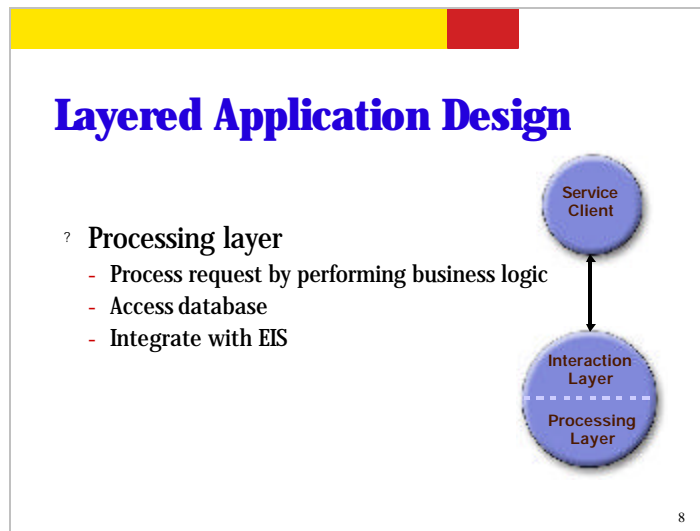 Layered Application Design
? Processing layer
- Process request by performing business logic
- Access database
- Integrate with EIS
Service
Client
Interaction
Layer
Processing
Layer
8